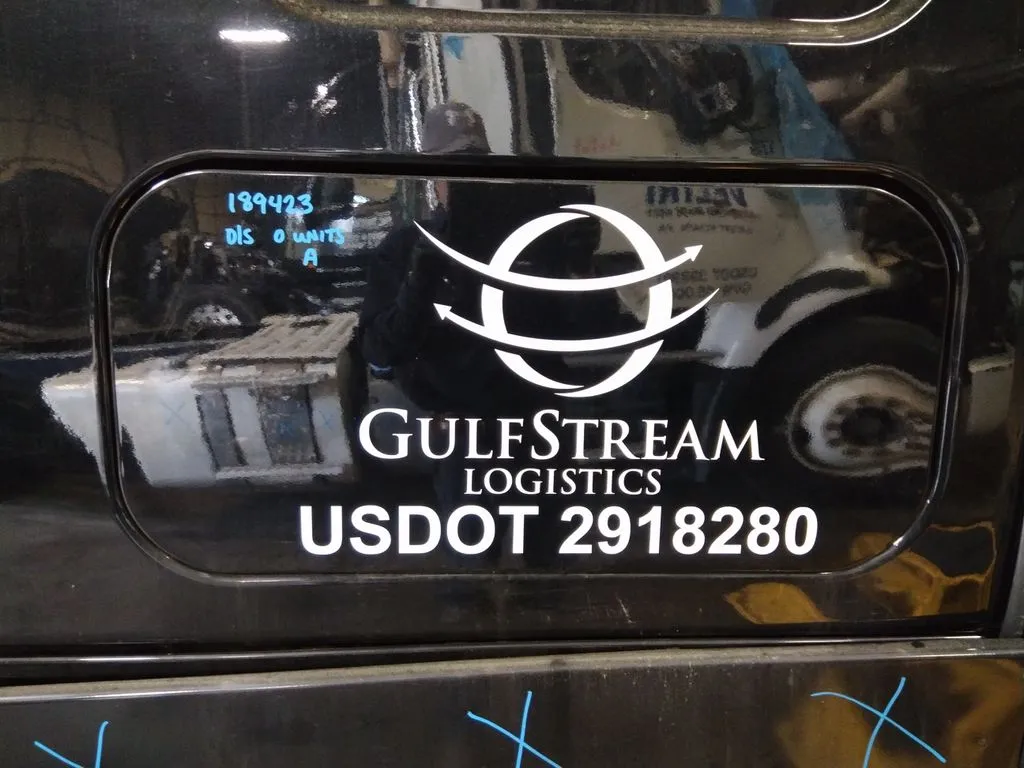 189423
D/S 0 UNITS
A
GULFSTREAM
LOGISTICS
USDOT 2918280